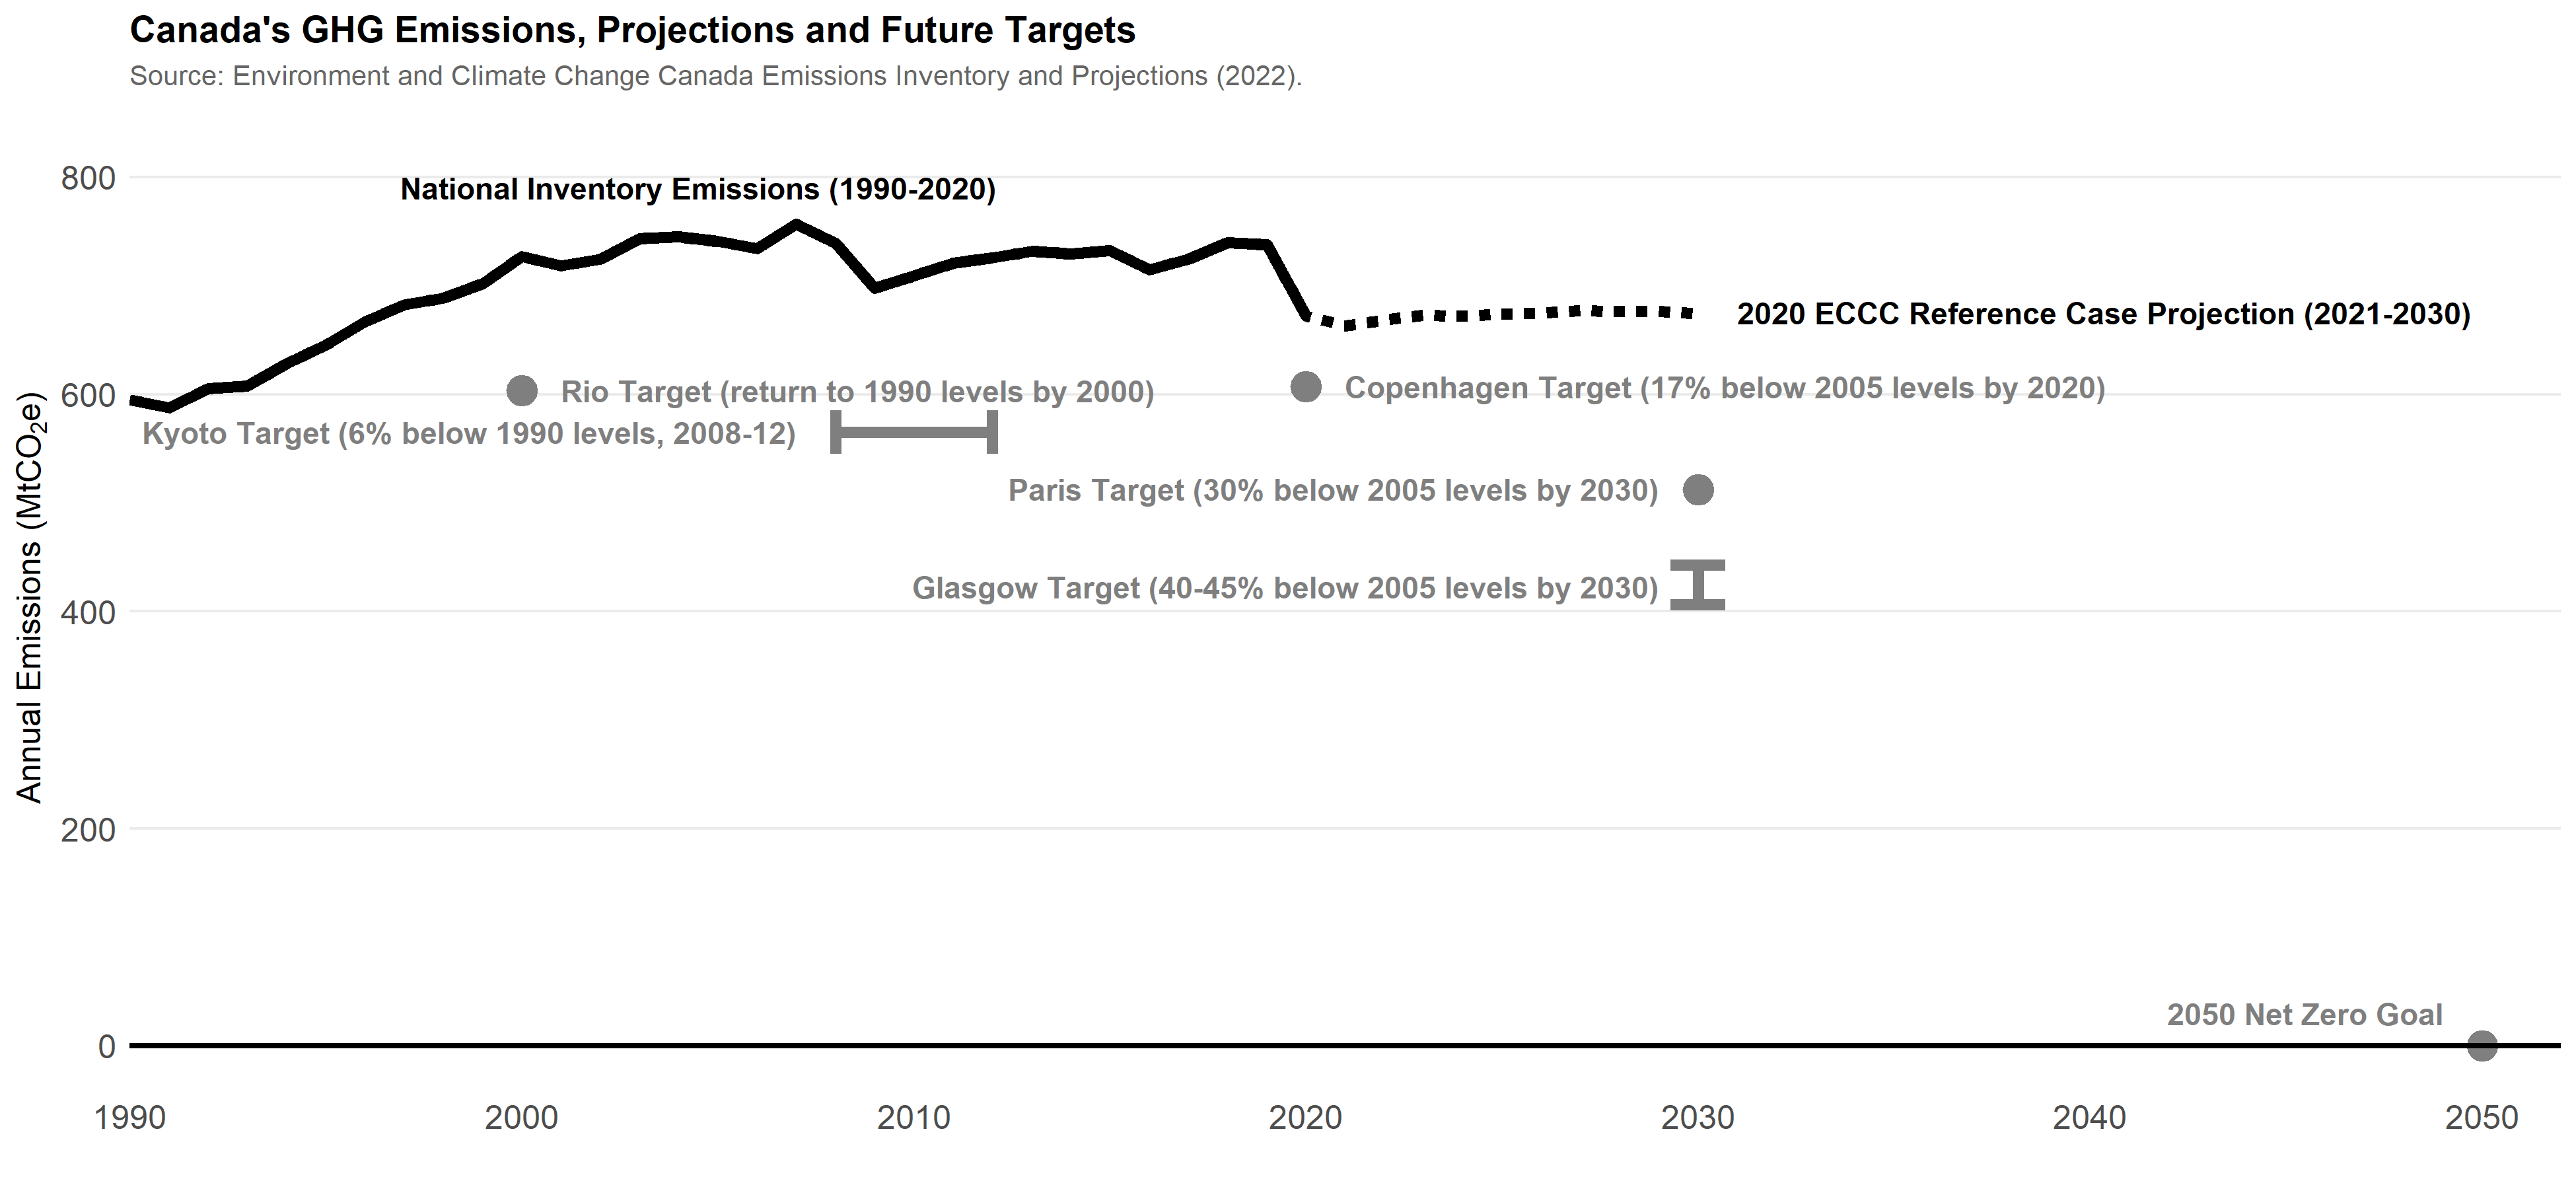 Canada's GHG Emissions, Projections and Future Targets
Source: Environment and Climate Change Canada Emissions Inventory and Projections (2022).
Annual Emissions (MtCO₂e)
800
600
400
200
0
National Inventory Emissions (1990-2020)
2020 ECCC Reference Case Projection (2021-2030)
Rio Target (return to 1990 levels by 2000)
Copenhagen Target (17% below 2005 levels by 2020)
Kyoto Target (6% below 1990 levels, 2008-12)
Paris Target (30% below 2005 levels by 2030)
Glasgow Target (40-45% below 2005 levels by 2030)
2050 Net Zero Goal
1990 2000 2010 2020 2030 2040 2050